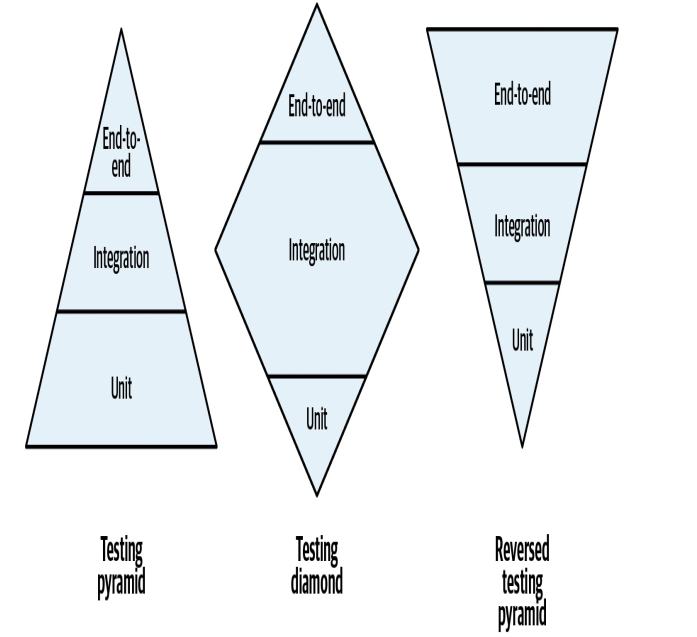 End-to-
end
Integration
Unit
Testing
pyramid
End-to-end
Integration
Unit
Testing
diamond
End-to-end
Integration
Unit
Reversed
testing
pyramid